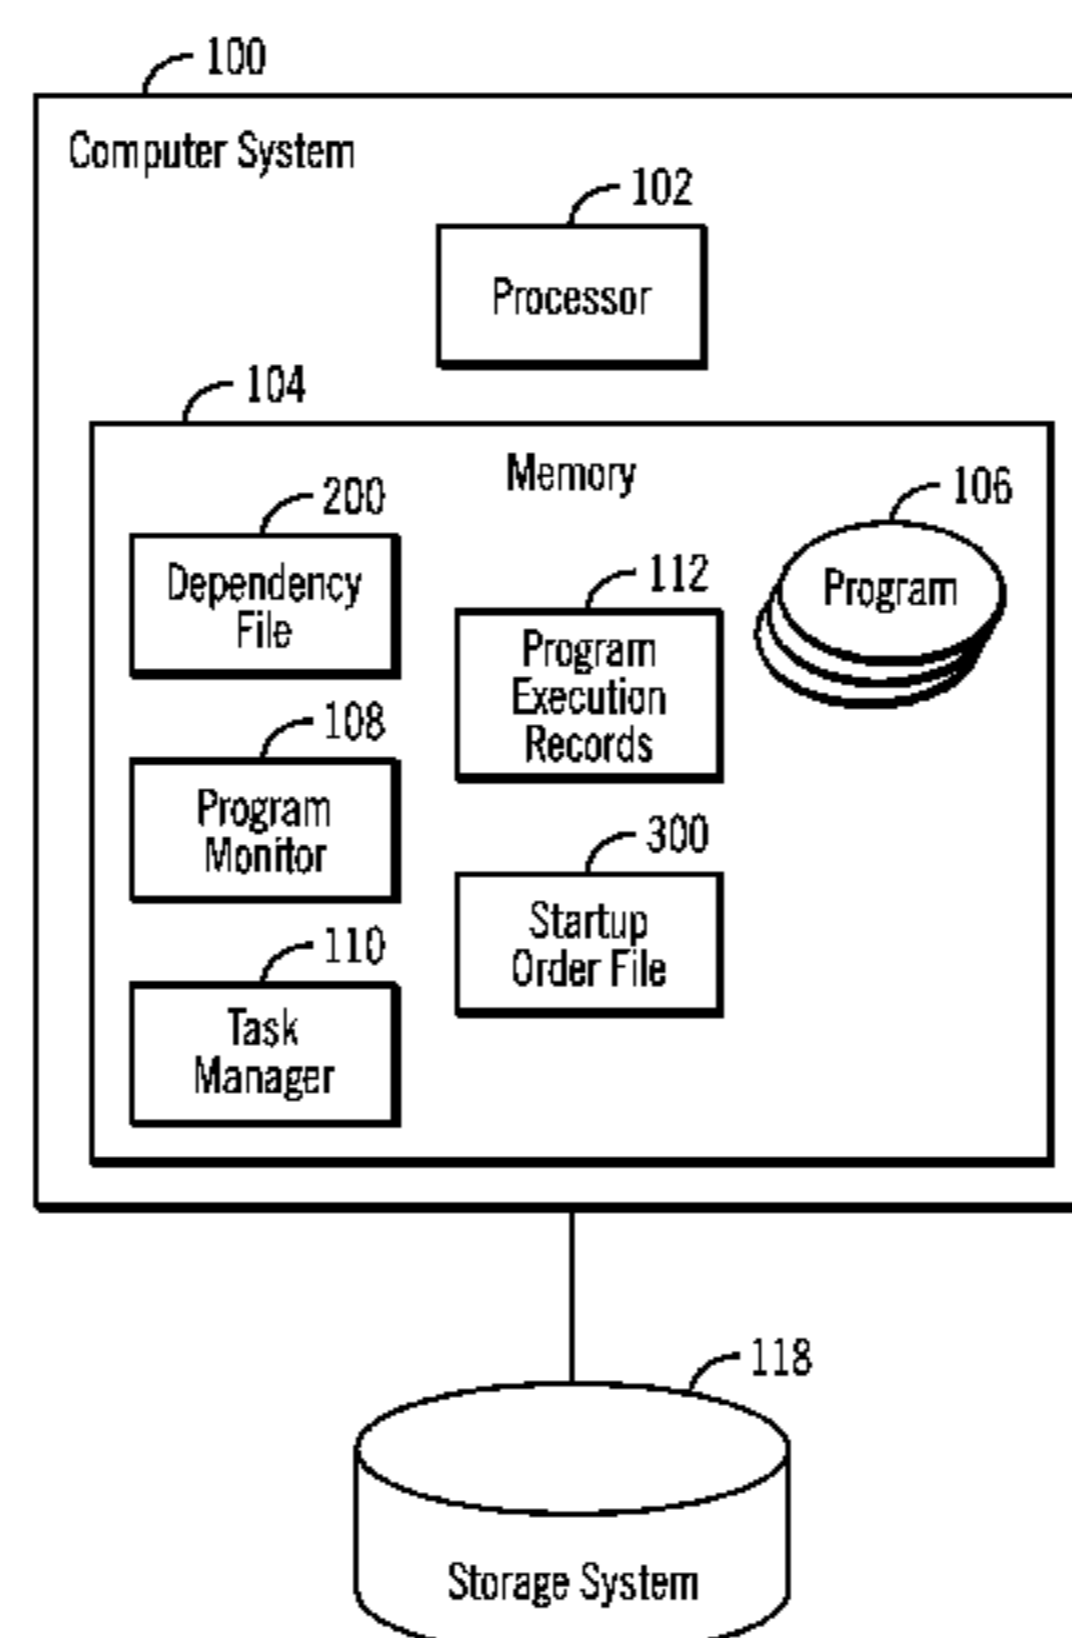 100
Computer System
102
Processor
104
Memory
200
Dependency
File
112
Program
Execution
Records
106
Program
108
Program
Monitor
300
Startup
Order File
110
Task
Manager
118
Storage System